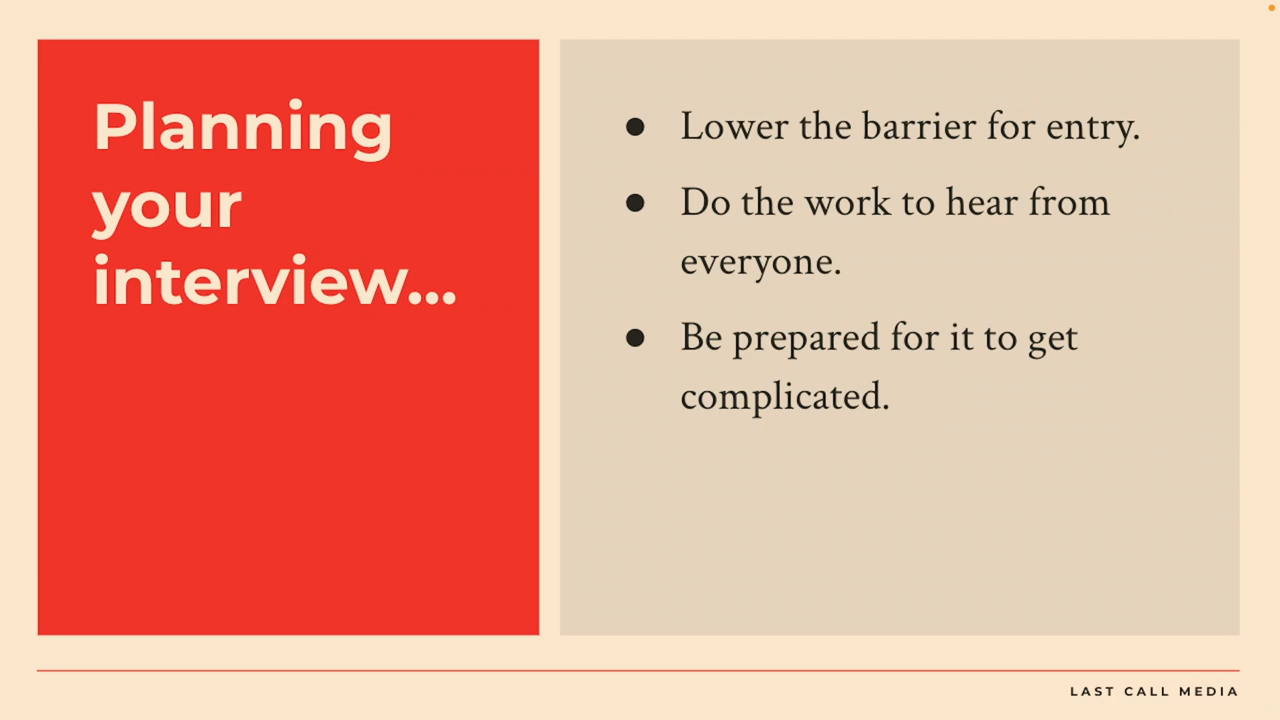 Planning
your
interview...
● Lower the barrier for entry.
● Do the work to hear from
everyone.
● Be prepared for it to get
complicated.
LAST CALL MEDIA